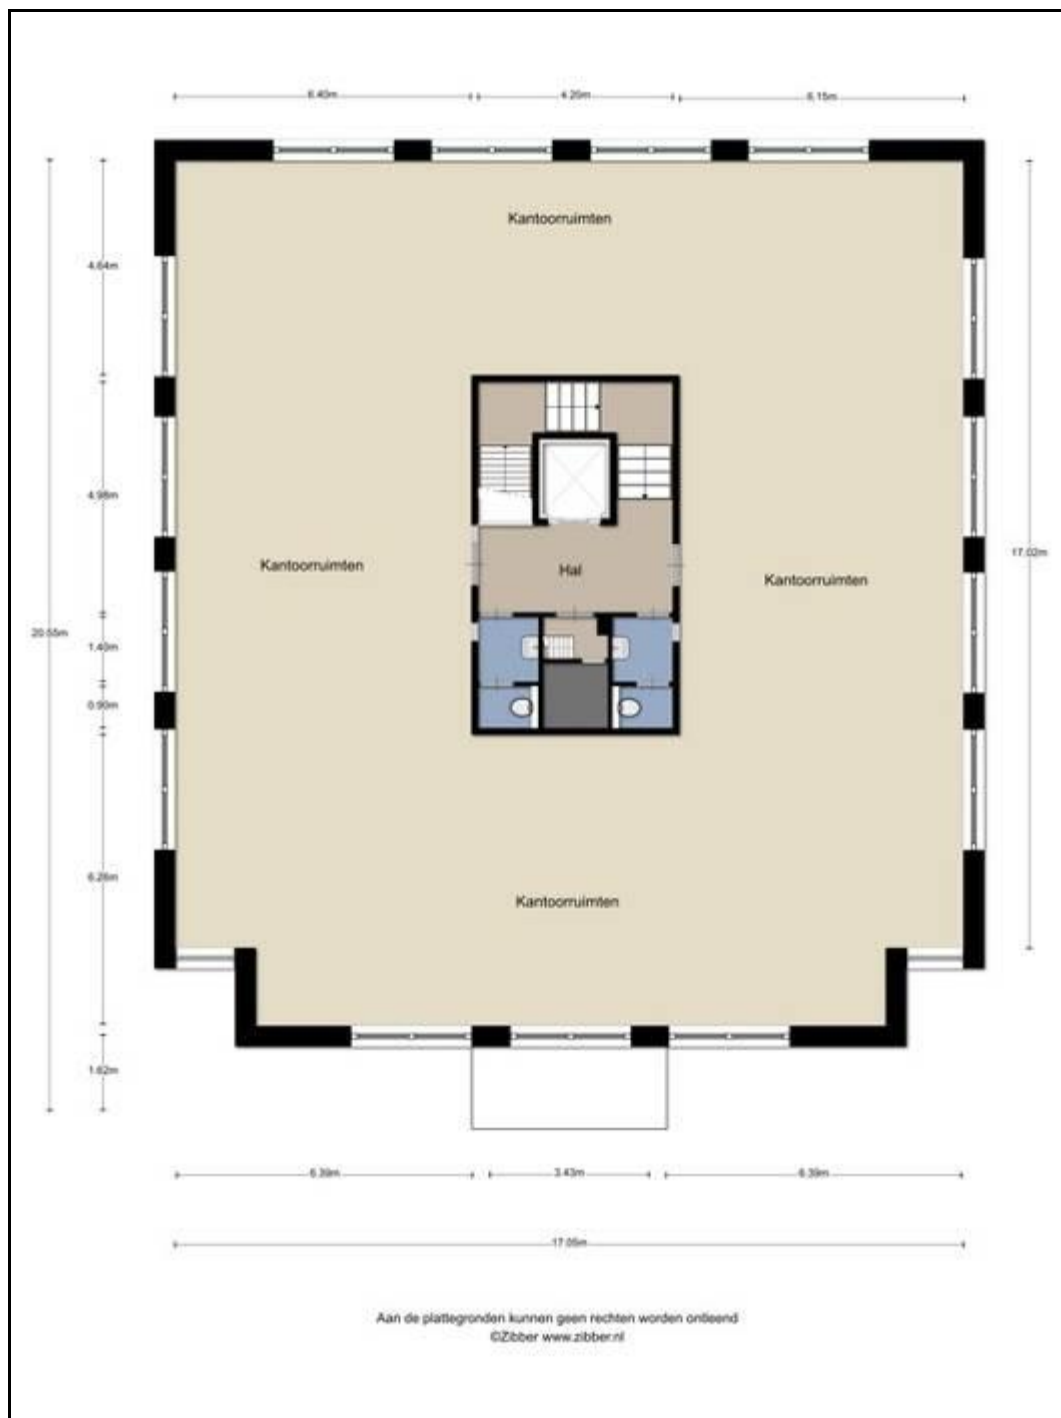 6.40m 4.20m 6.15m
Kantoorruimten
4.64m
4.98m
17.02m
Kantoorruimten
Hal
Kantoorruimten
20.55m
1.40m
0.90m
6.26m
Kantoorruimten
1.62m
6.39m 3.43m 6.39m
17.05m
Aan de plattegronden kunnen geen rechten worden ontleend
©Zibber www.zibber.nl